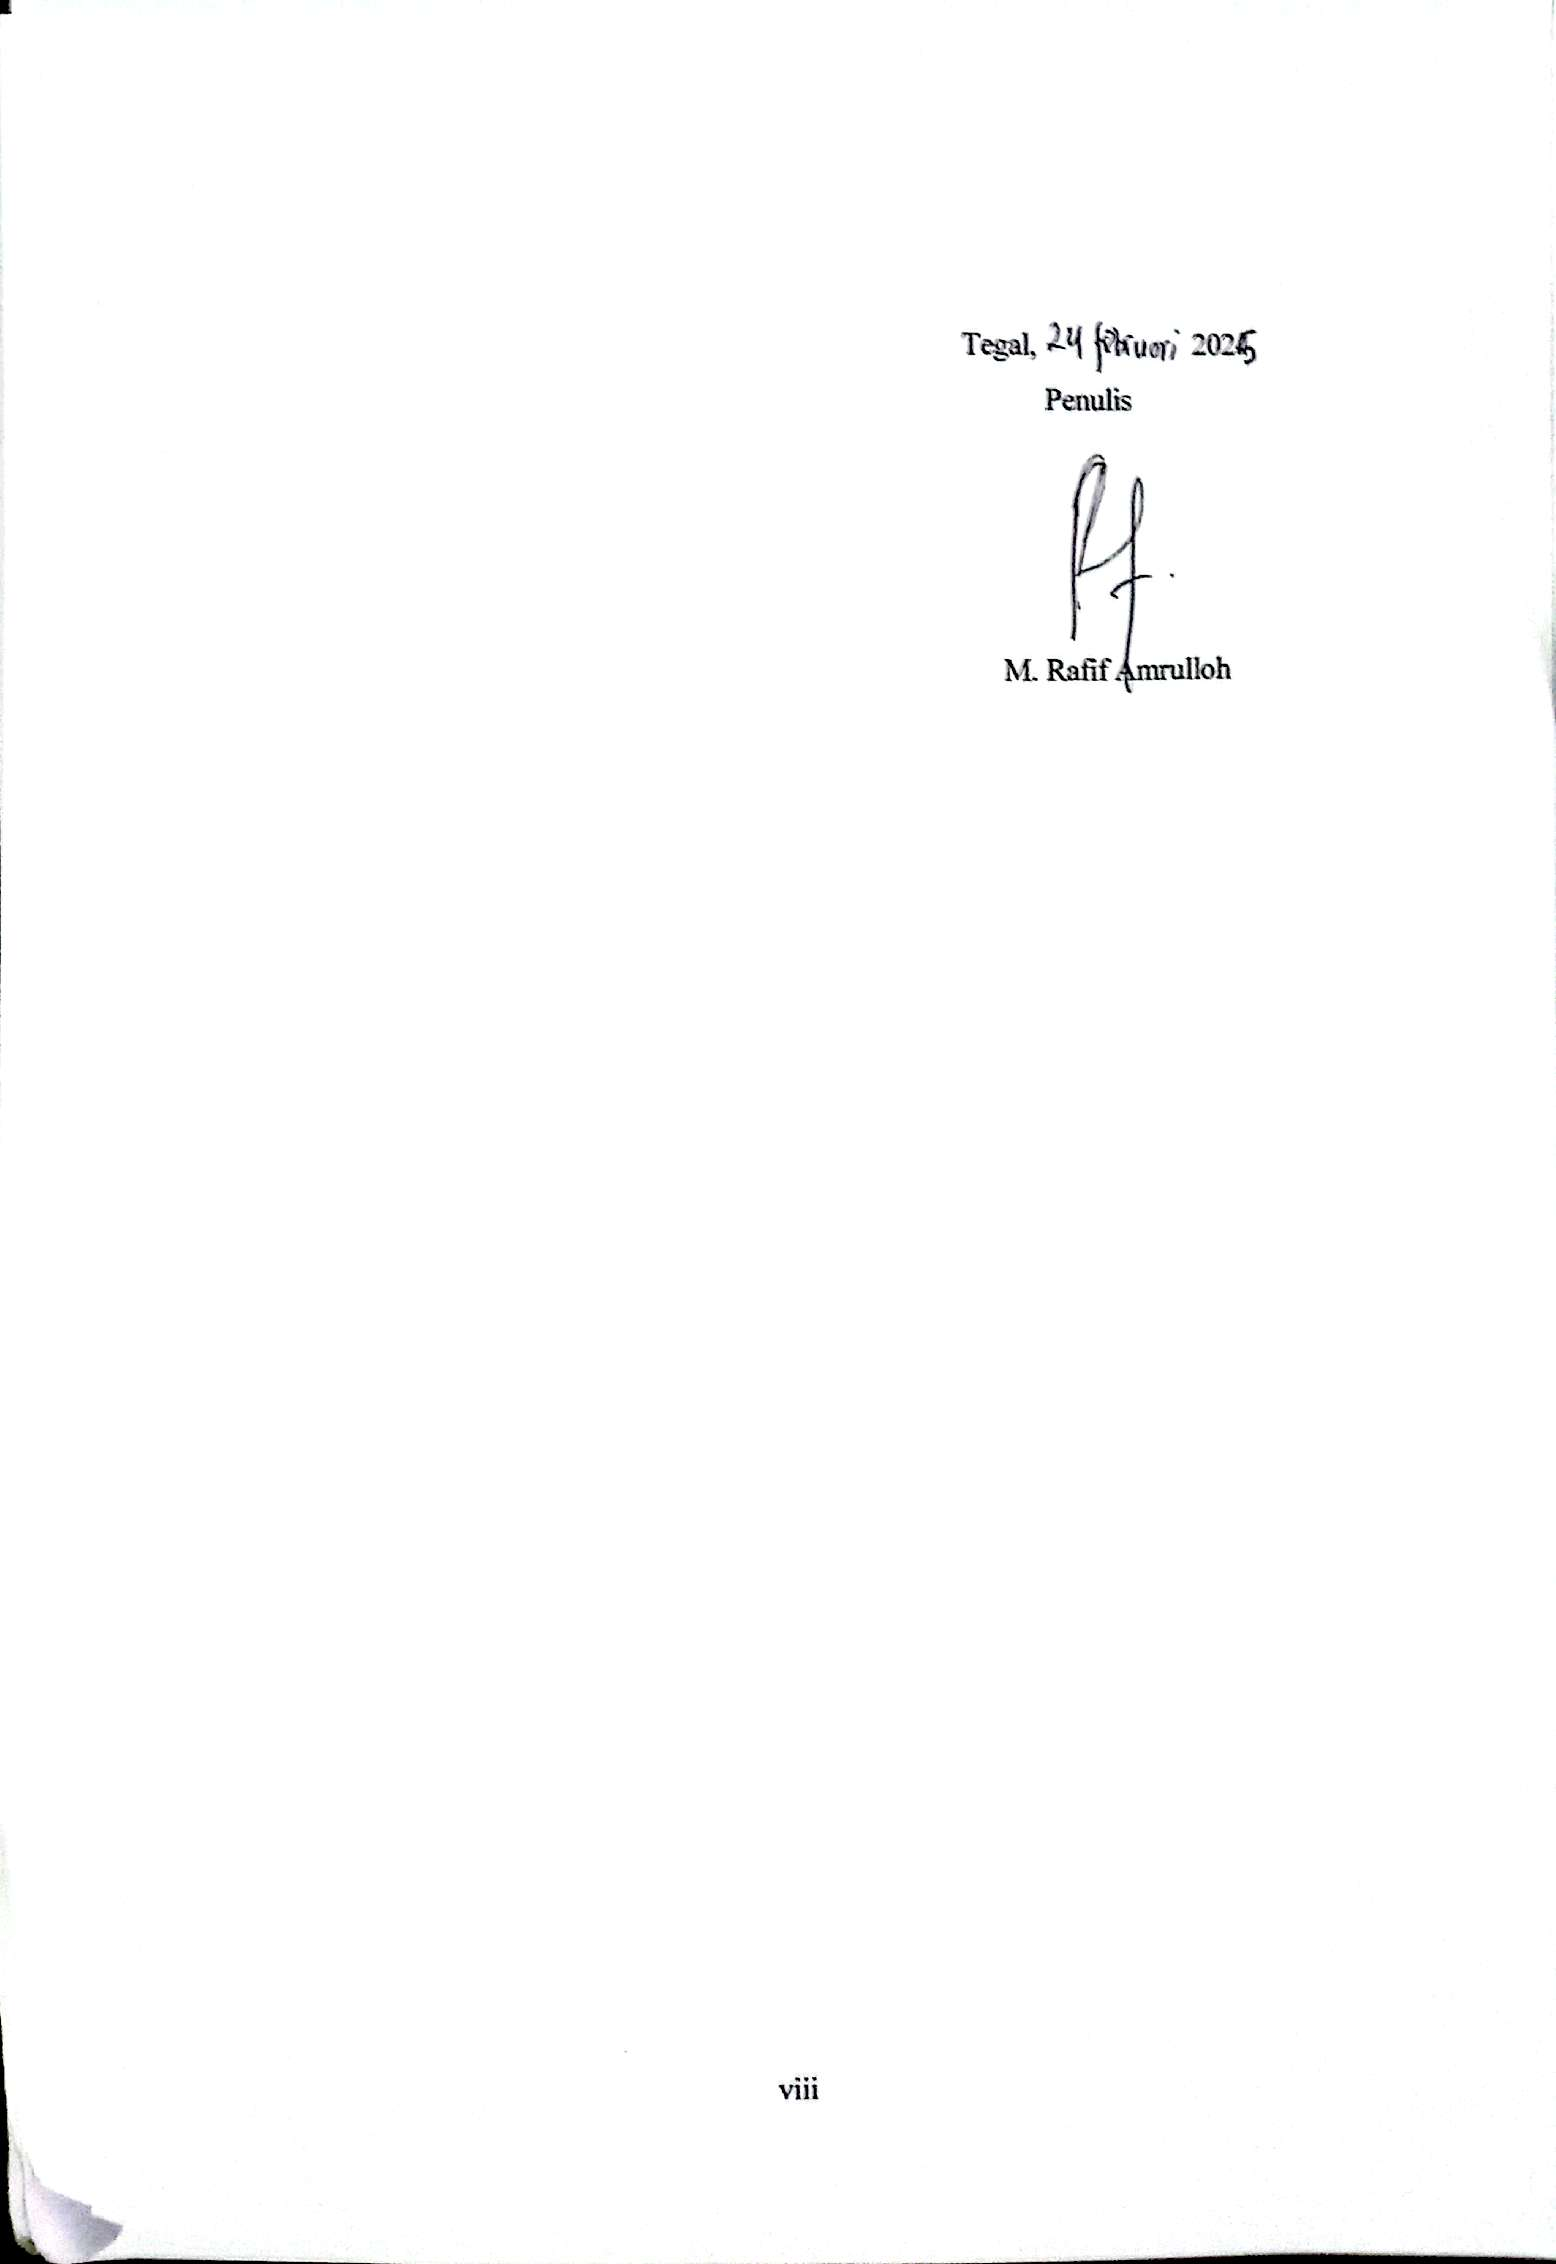 Tegal, 24 februari 2025
Penulis
M. Rafif Amrulloh
viii